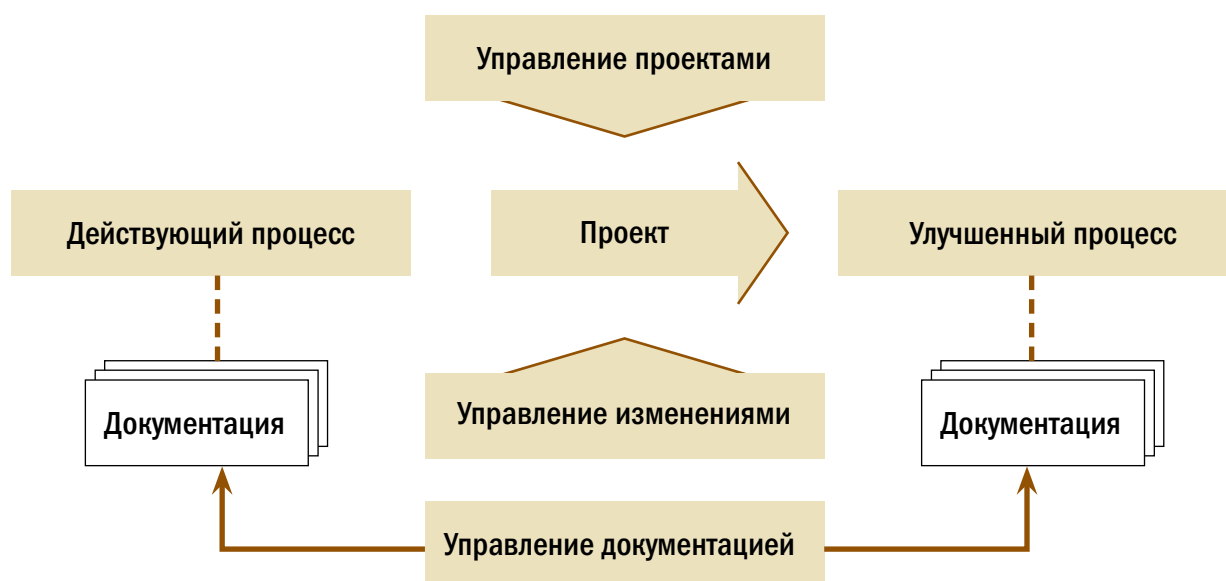 Управление проектами
Действующий процесс
Проект
Улучшенный процесс
Документация
Управление изменениями
Документация
Управление документацией